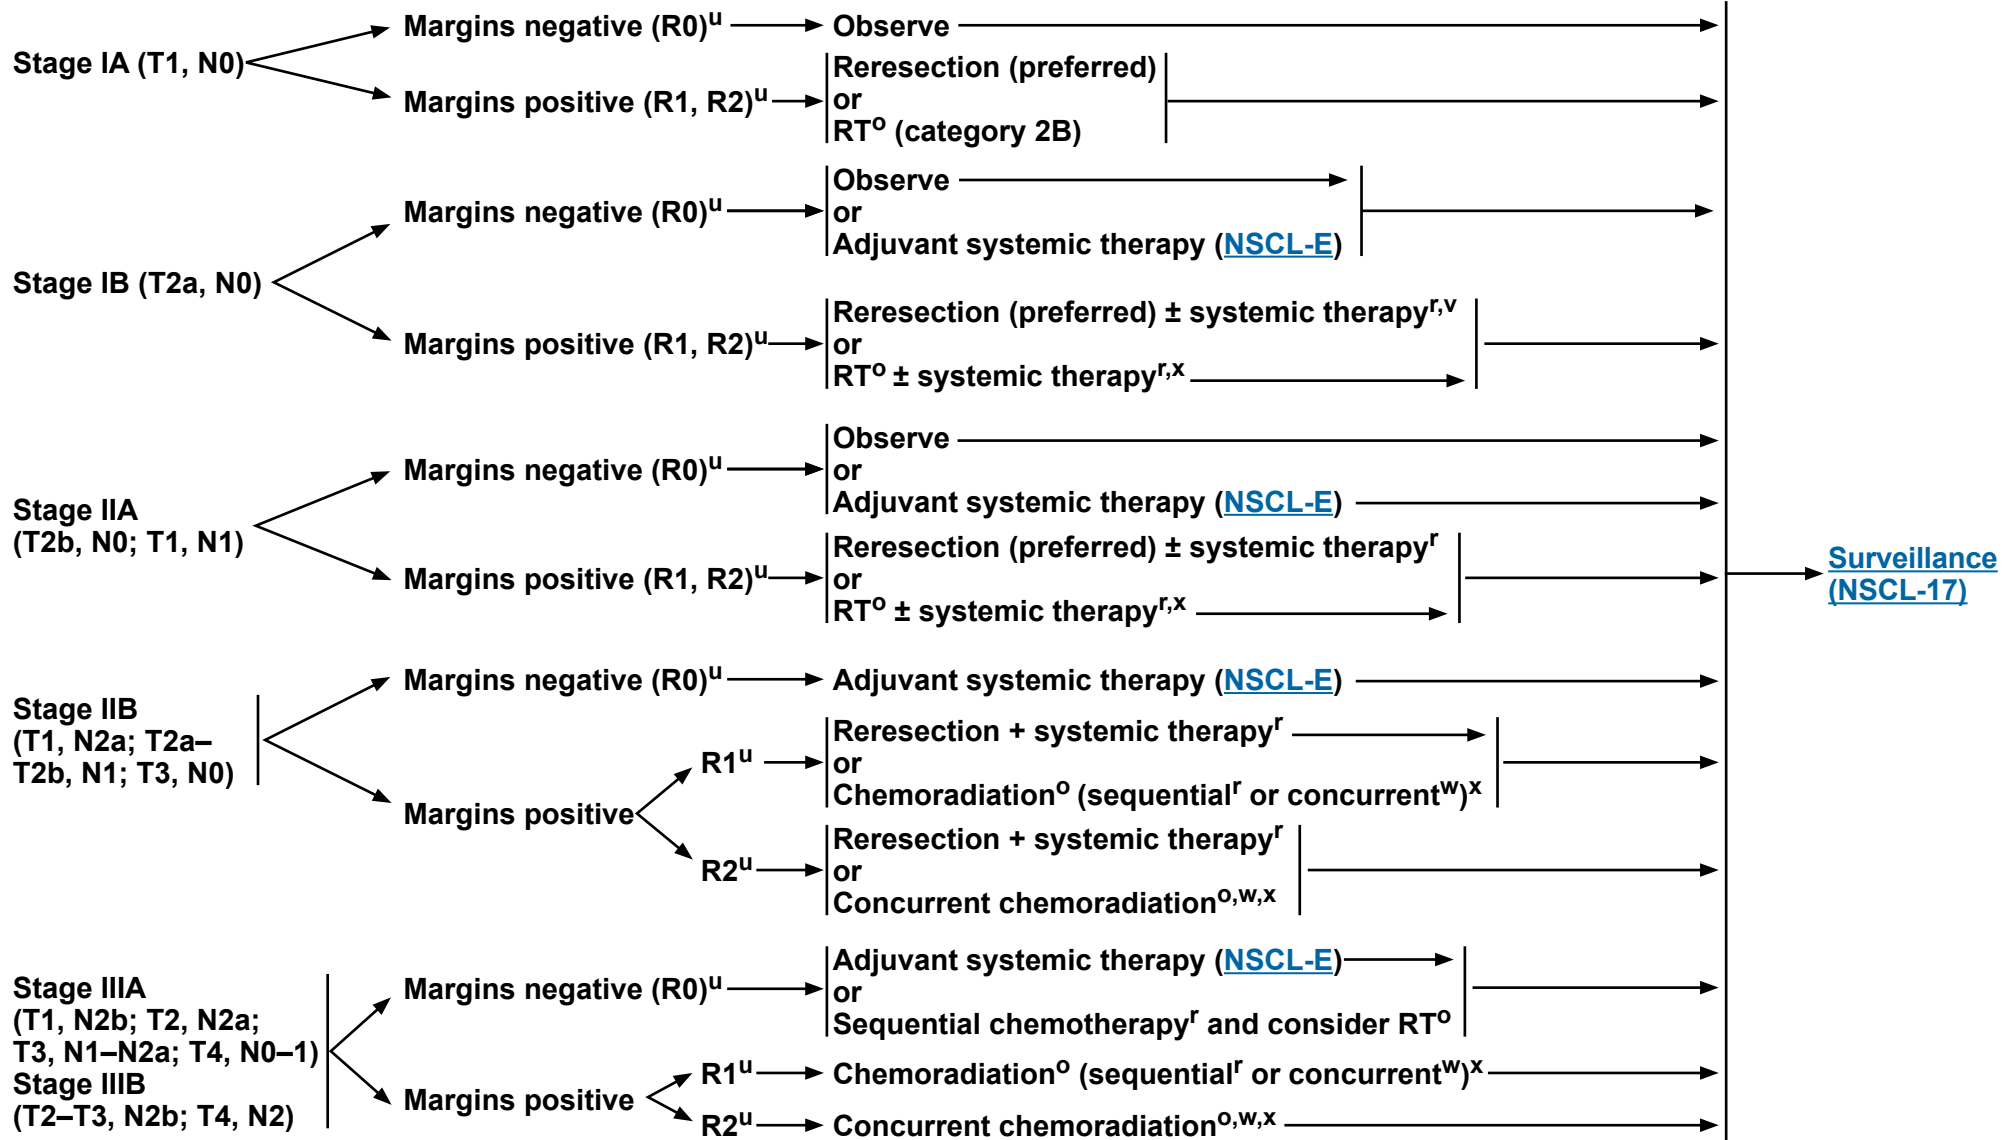 Stage IA (T1, N0)
Margins negative (R0)u
Observe
Margins positive (R1, R2)u
Reresection (preferred)
or
RTo (category 2B)
Stage IB (T2a, N0)
Margins negative (R0)u
Observe
or
Adjuvant systemic therapy (NSCL-E)
Margins positive (R1, R2)u
Reresection (preferred) ± systemic therapyr,v
or
RTo ± systemic therapyr,x
Stage IIA
(T2b, N0; T1, N1)
Margins negative (R0)u
Observe
or
Adjuvant systemic therapy (NSCL-E)
Margins positive (R1, R2)u
Reresection (preferred) ± systemic therapyr
or
RTo ± systemic therapyr,x
Stage IIB
(T1, N2a; T2a–
T2b, N1; T3, N0)
Margins negative (R0)u
Adjuvant systemic therapy (NSCL-E)
Margins positive
R1u
Reresection + systemic therapyr
or
Chemoradiationo (sequentialr or concurrentw)x
R2u
Reresection + systemic therapyr
or
Concurrent chemoradiationo,w,x
Stage IIIA
(T1, N2b; T2, N2a;
T3, N1–N2a; T4, N0–1)
Stage IIIB
(T2–T3, N2b; T4, N2)
Margins negative (R0)u
Adjuvant systemic therapy (NSCL-E)
or
Sequential chemotherapyr and consider RTo
Margins positive
R1u
Chemoradiationo (sequentialr or concurrentw)x
R2u
Concurrent chemoradiationo,w,x
Surveillance
(NSCL-17)